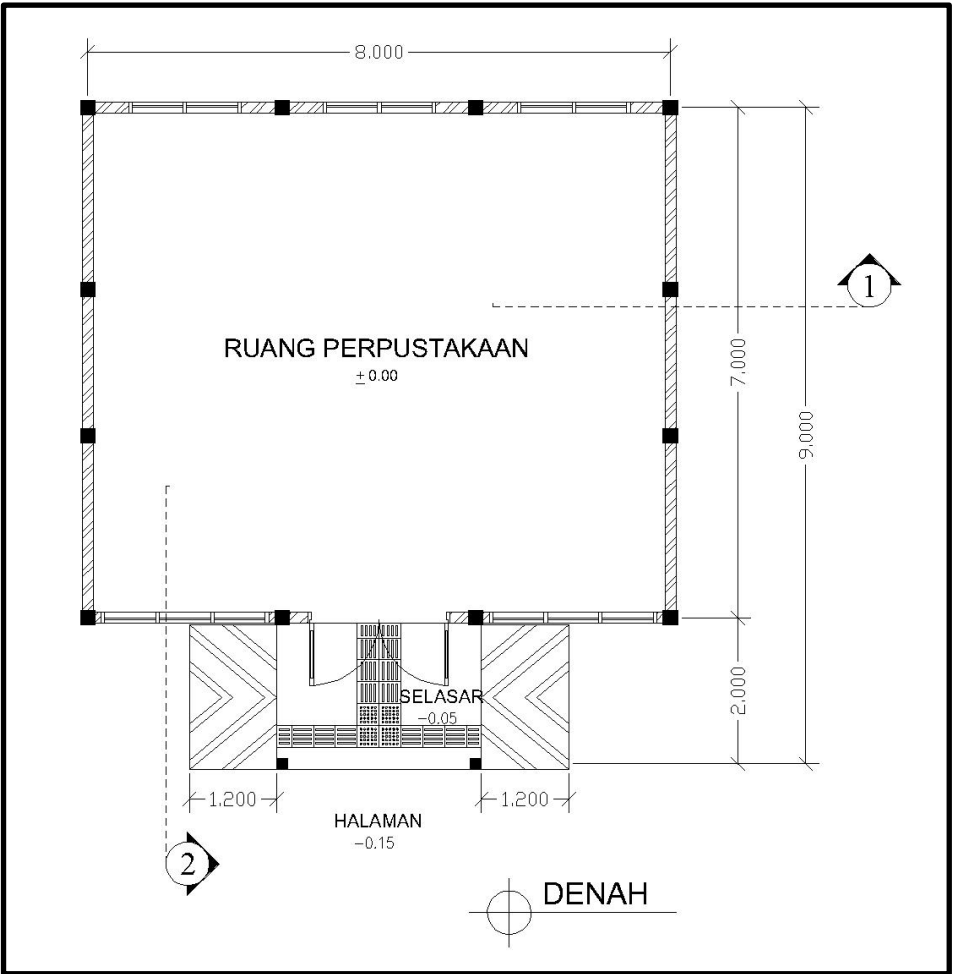 8.000
1
RUANG PERPUSTAKAAN
± 0.00
7.000
9.000
SELASAR
-0.05
2.000
1.200
1.200
HALAMAN
-0.15
2
DENAH